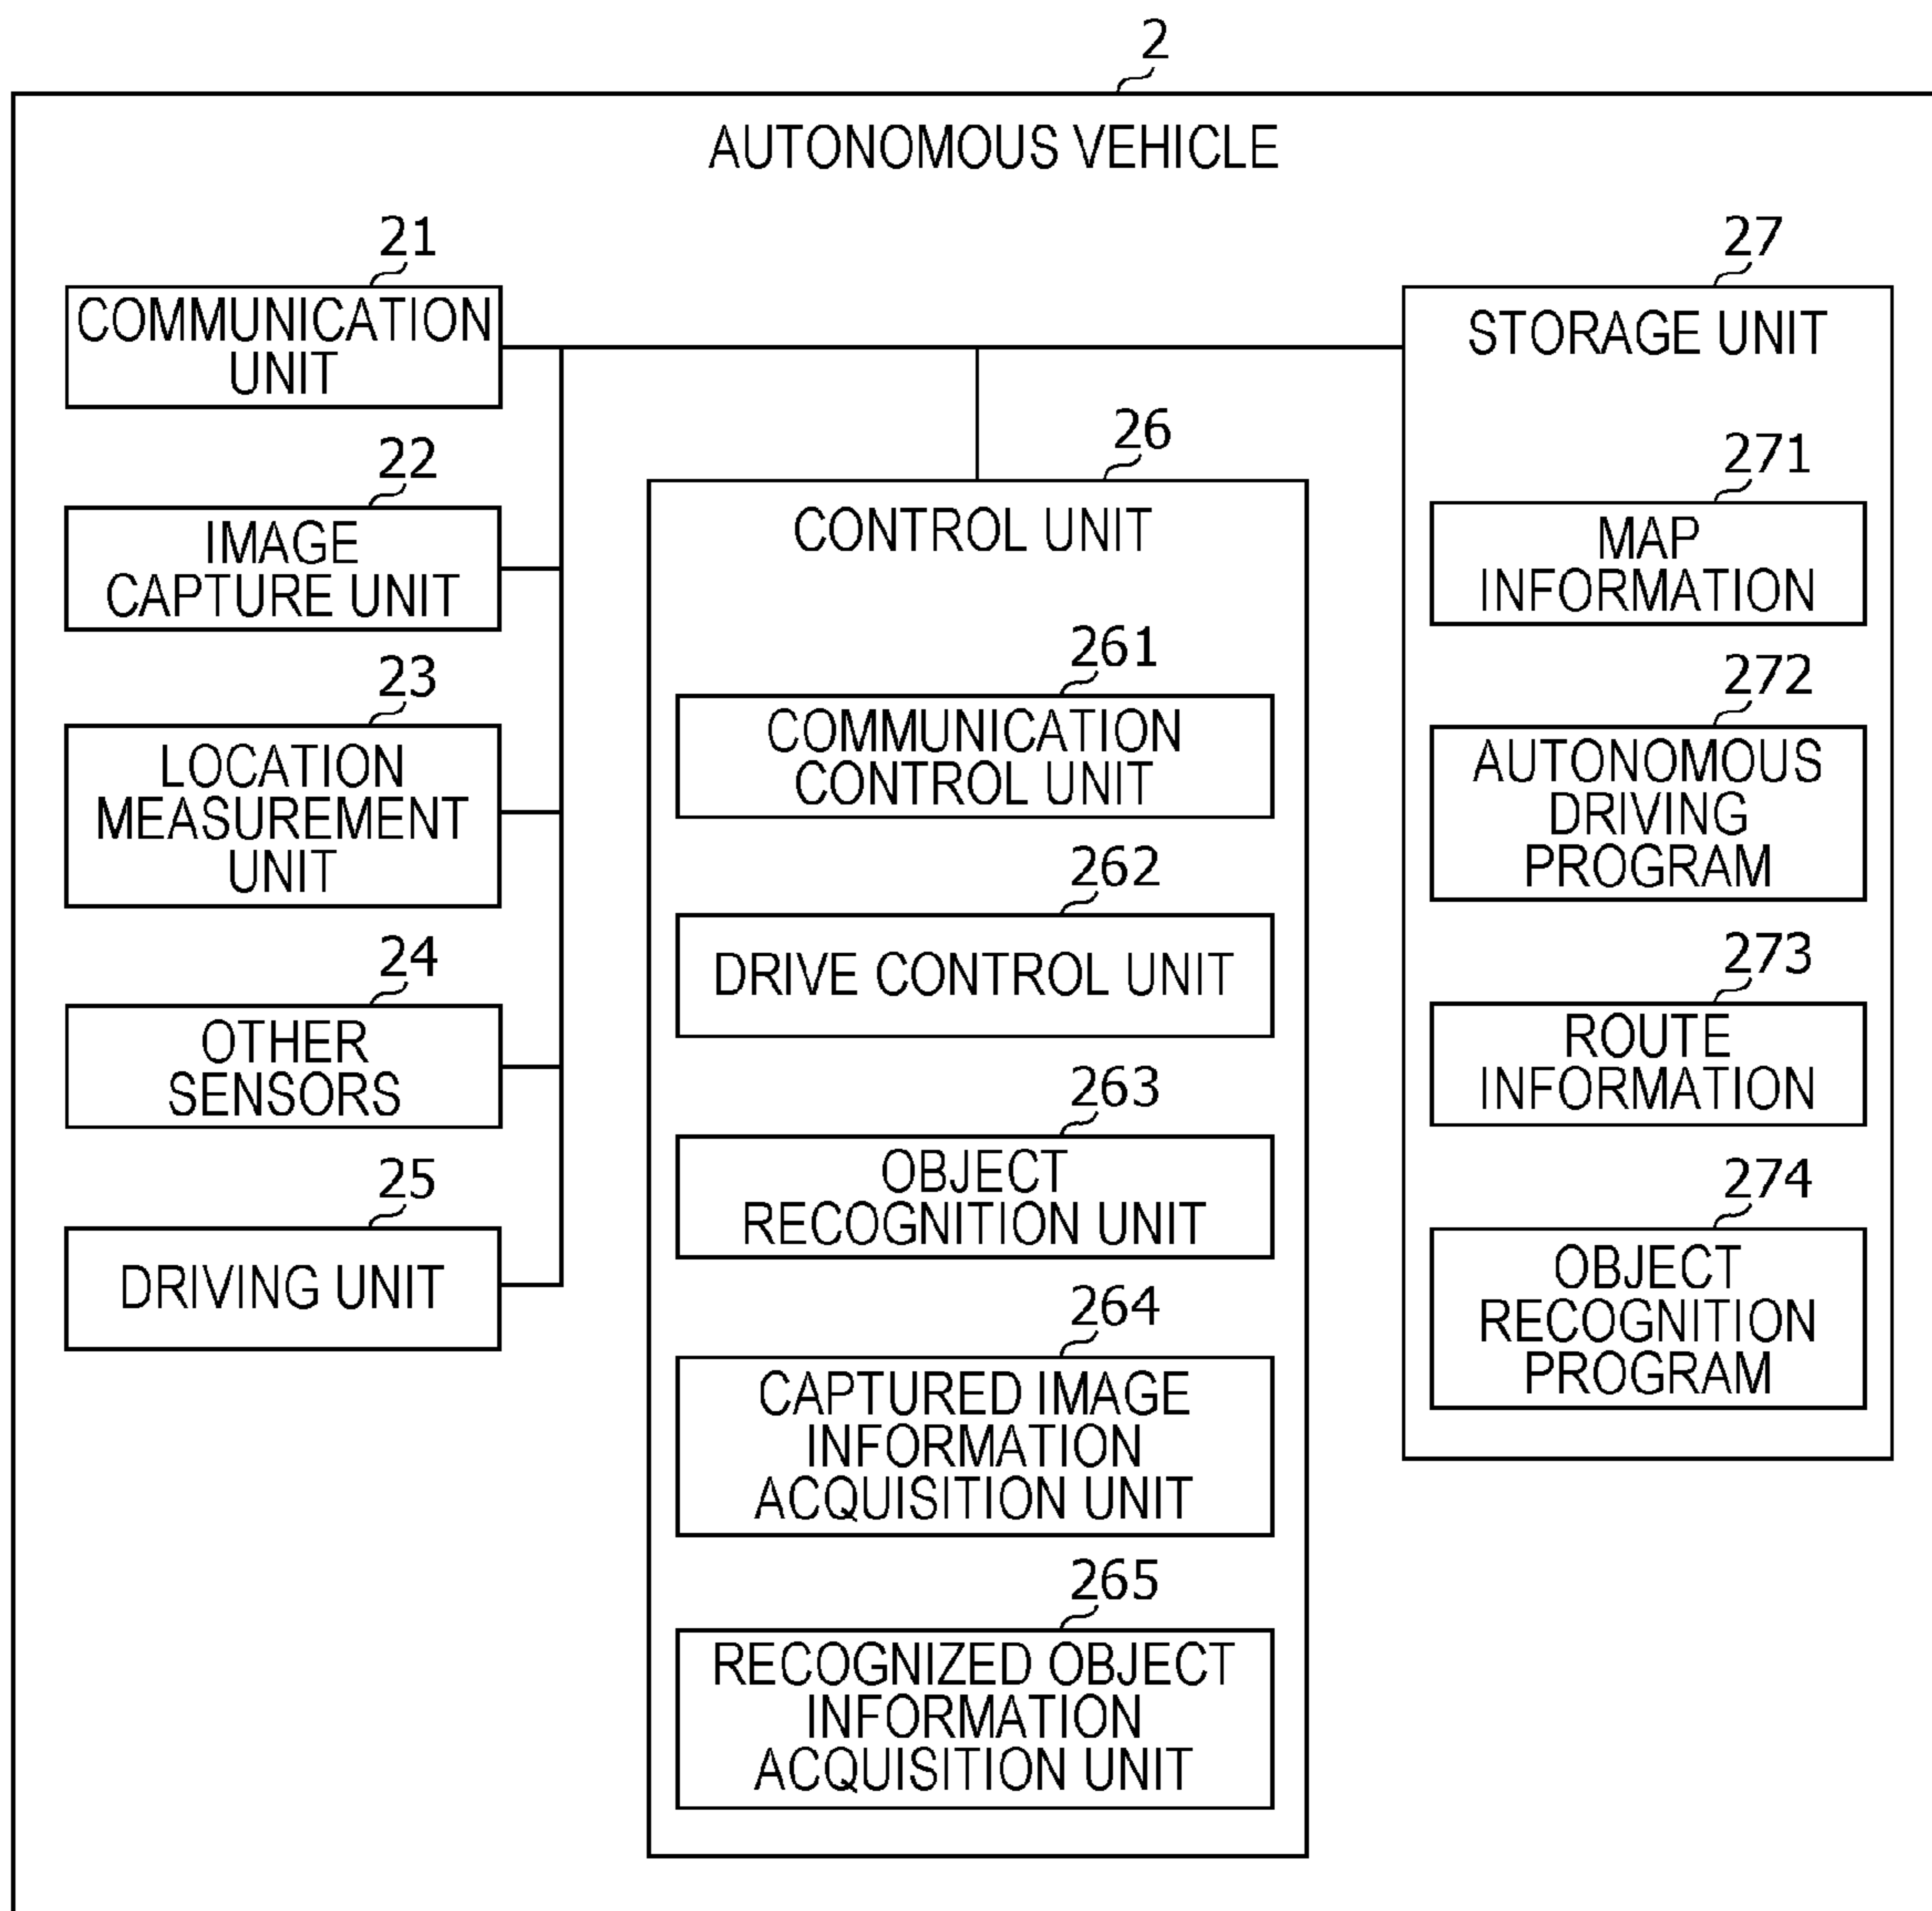 2
AUTONOMOUS VEHICLE
21
COMMUNICATION
UNIT
22
IMAGE
CAPTURE UNIT
23
LOCATION
MEASUREMENT
UNIT
24
OTHER
SENSORS
25
DRIVING UNIT
26
CONTROL UNIT
261
COMMUNICATION
CONTROL UNIT
262
DRIVE CONTROL UNIT
263
OBJECT
RECOGNITION UNIT
264
CAPTURED IMAGE
INFORMATION
ACQUISITION UNIT
265
RECOGNIZED OBJECT
INFORMATION
ACQUISITION UNIT
27
STORAGE UNIT
271
MAP
INFORMATION
272
AUTONOMOUS
DRIVING
PROGRAM
273
ROUTE
INFORMATION
274
OBJECT
RECOGNITION
PROGRAM